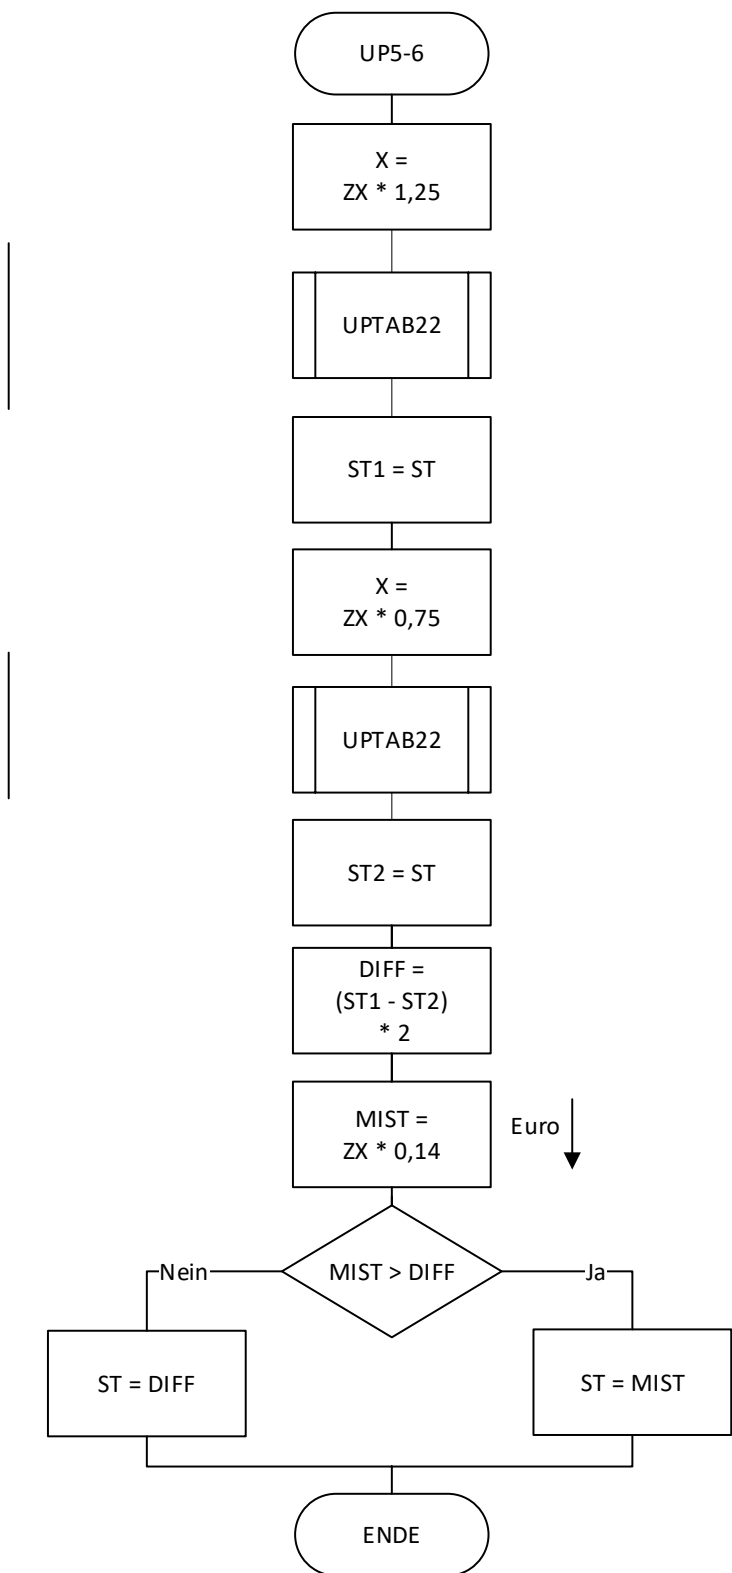 UP5-6
X =
ZX * 1,25
UPTAB22
ST1 = ST
X =
ZX * 0,75
UPTAB22
ST2 = ST
DIFF =
(ST1 - ST2)
* 2
MIST =
ZX * 0,14
Euro
Nein
MIST > DIFF
Ja
ST = DIFF
ST = MIST
ENDE